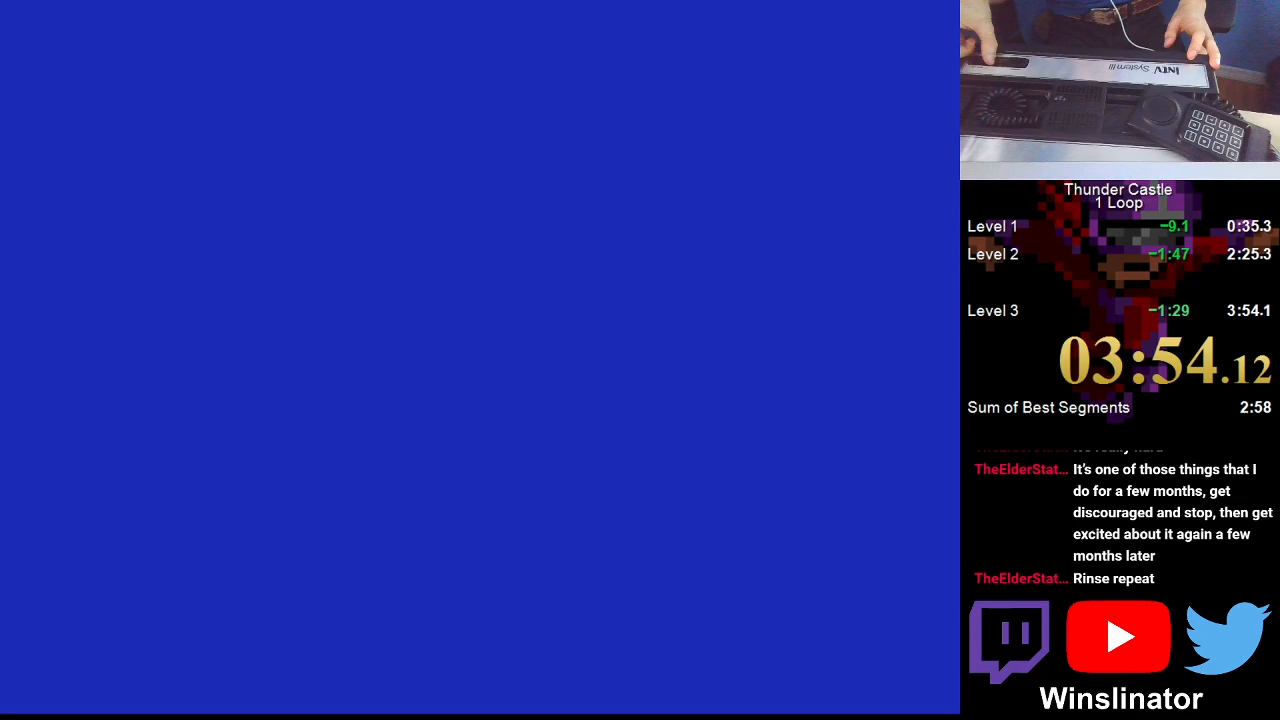 INTV System III
Thunder Castle
1 Loop
Level 1 −9.1 0:35.3
Level 2 −1:47 2:25.3
Level 3 −1:29 3:54.1
03:54.12
Sum of Best Segments 2:58
TheElderStat... It's one of those things that I
do for a few months, get
discouraged and stop, then get
excited about it again a few
months later
TheElderStat... Rinse repeat
Winslinator